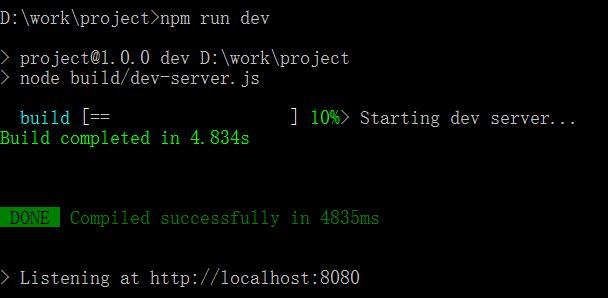 D:\work\project>npm run dev
> project@1.0.0 dev D:\work\project
> node build/dev-server.js
build [==                  ] 10%> Starting dev server...
Build completed in 4.834s
DONE Compiled successfully in 4835ms
> Listening at http://localhost:8080